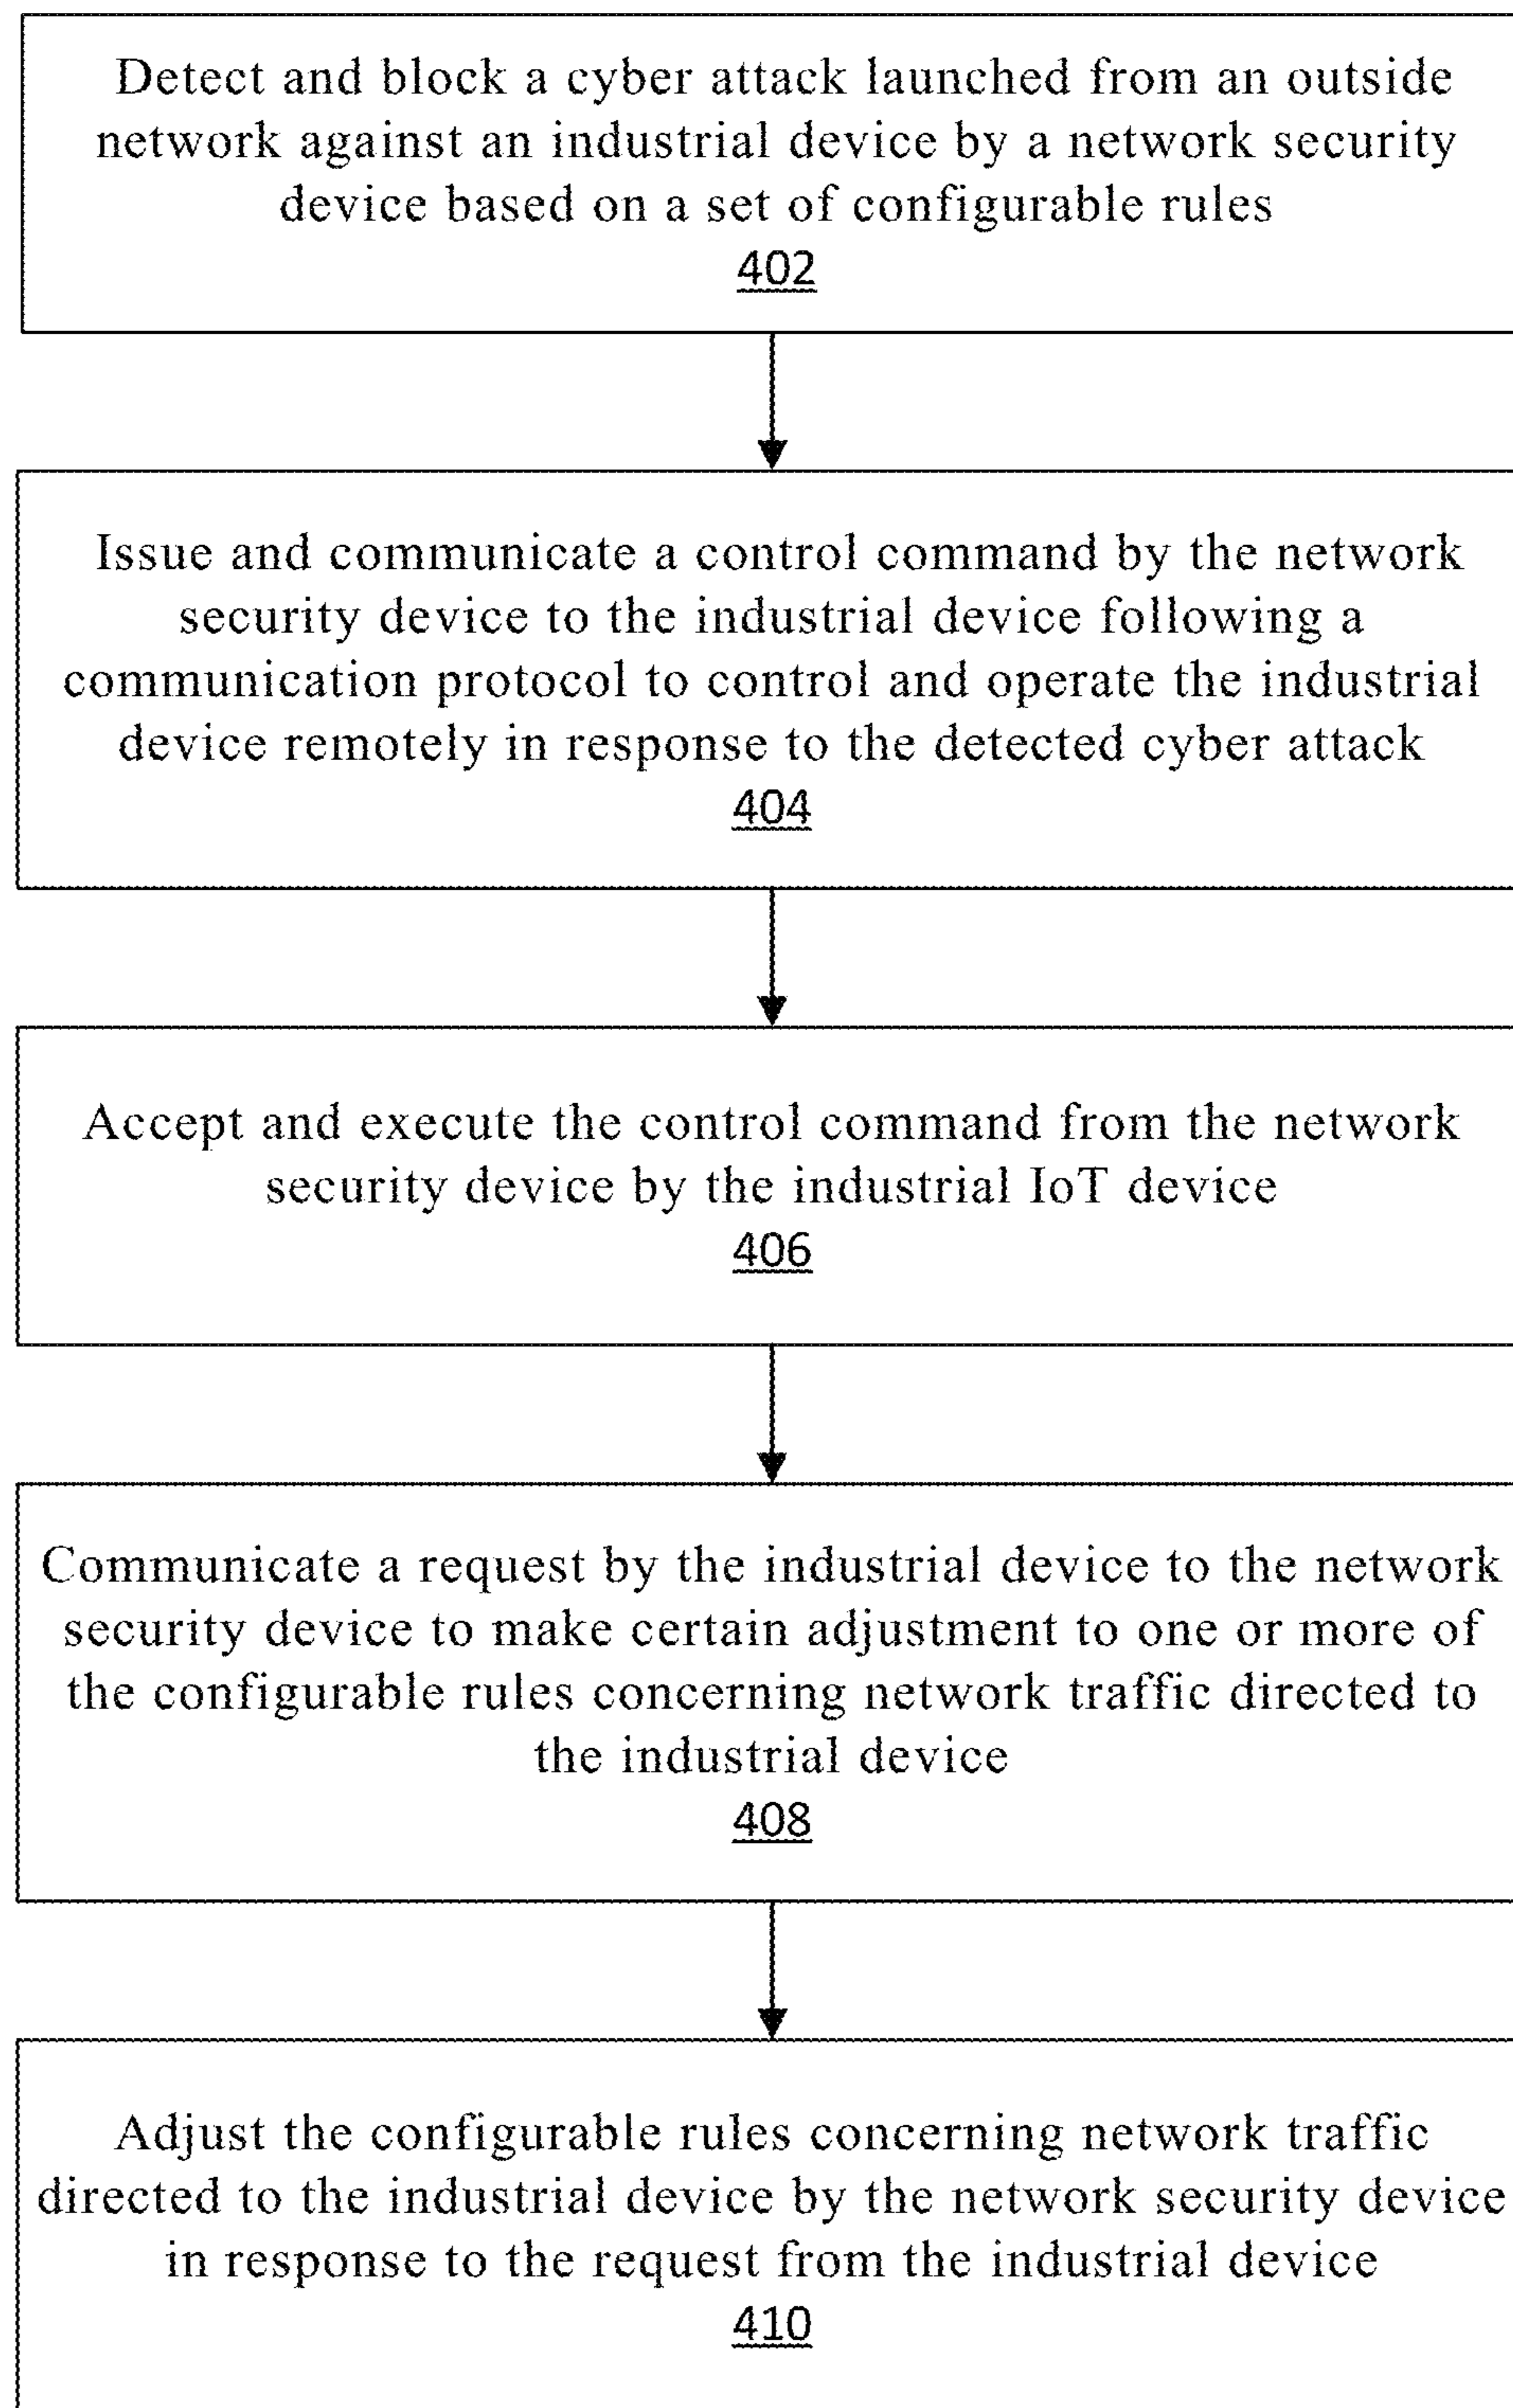 Detect and block a cyber attack launched from an outside
network against an industrial device by a network security
device based on a set of configurable rules
402
Issue and communicate a control command by the network
security device to the industrial device following a
communication protocol to control and operate the industrial
device remotely in response to the detected cyber attack
404
Accept and execute the control command from the network
security device by the industrial IoT device
406
Communicate a request by the industrial device to the network
security device to make certain adjustment to one or more of
the configurable rules concerning network traffic directed to
the industrial device
408
Adjust the configurable rules concerning network traffic
directed to the industrial device by the network security device
in response to the request from the industrial device
410